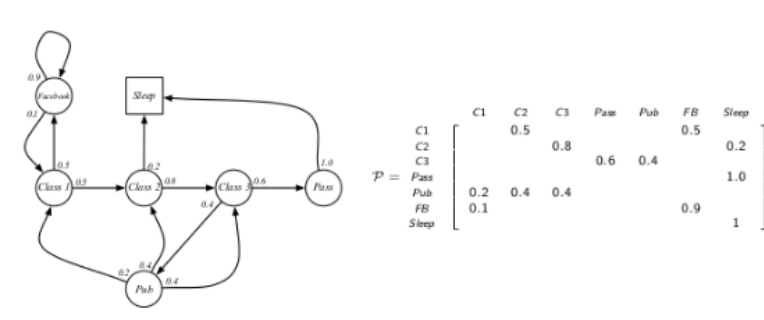 0.9
Facebook
Sleep
0.1
0.5
0.2
1.0
Class 1
0.5
Class 2
0.8
Class 3
0.6
Pass
0.4
0.2
0.4
Pub
0.4
C1 C2 C3 Pass Pub FB Sleep
C1 0.5 0.5
C2 0.8 0.2
C3 0.6 0.4
P = Pass 1.0
Pub 0.2 0.4 0.4
FB 0.1 0.9
Sleep 1